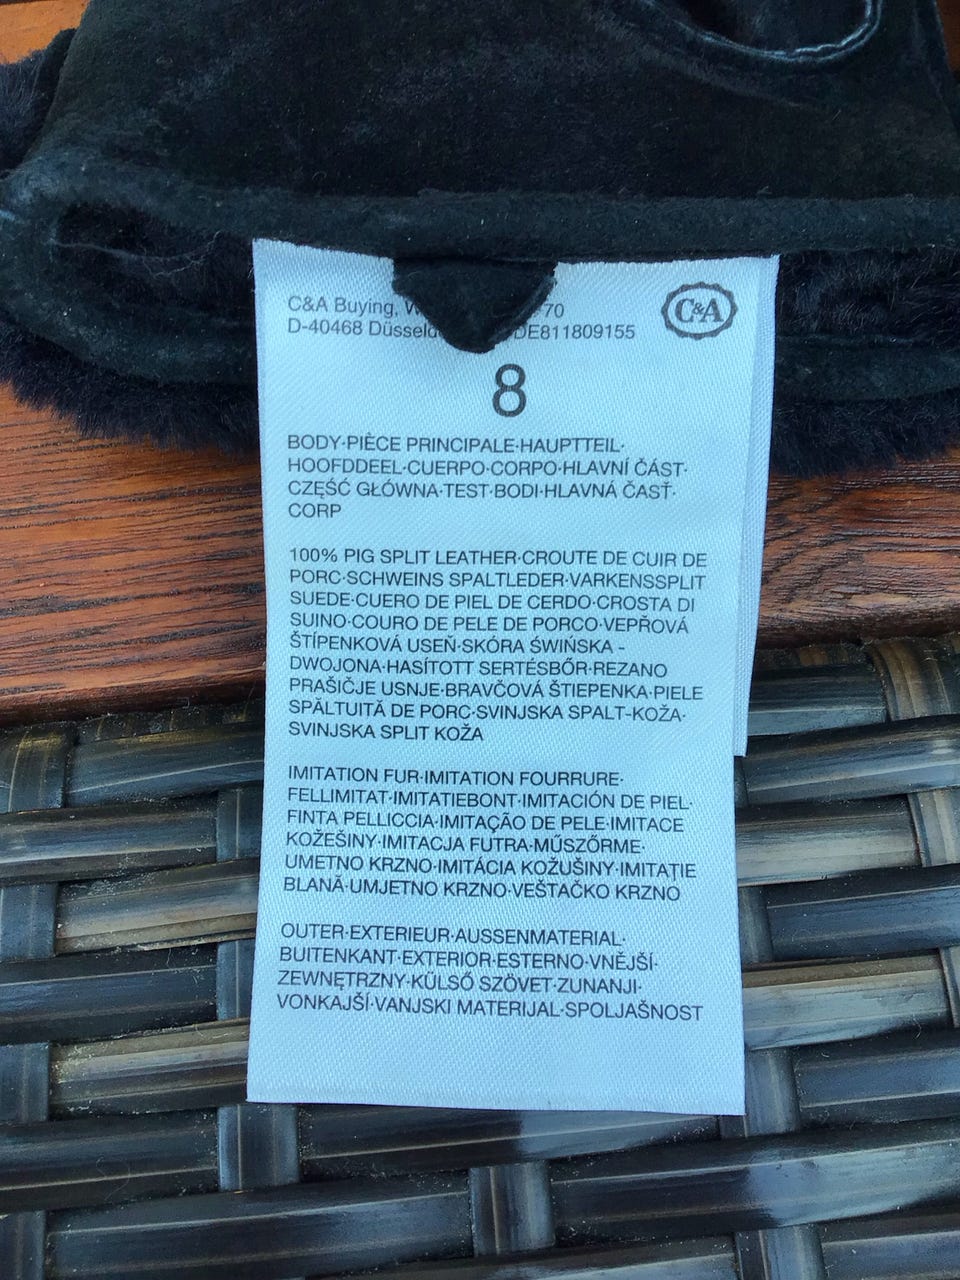 C&A Buying, 70
D-40468 DE811809155
C&A
8
BODY·PIÈCE PRINCIPALE·HAUPTTEIL·
HOOFDDEEL·CUERPO·CORPO·HLAVNÍ ČÁST·
CZĘŚĆ GŁÓWNA·TEST·BODI·HLAVNÁ ČASŤ·
CORP
100% PIG SPLIT LEATHER·CROUTE DE CUIR DE
PORC·SCHWEINS SPALTLEDER·VARKENSSPLIT
SUEDE·CUERO DE PIEL DE CERDO·CROSTA DI
SUINO·COURO DE PELE DE PORCO·VEPŘOVÁ
ŠTÍPENKOVÁ USEŇ·SKÓRA ŚWIŃSKA -
DWOJONA·HASÍTOTT SERTÉSBŐR·REZANO
PRAŠIČJE USNJE·BRAVČOVÁ ŠTIEPENKA·PIELE
SPĂLTUITĂ DE PORC·SVINJSKA SPALT-KOŽA·
SVINJSKA SPLIT KOŽA
IMITATION FUR·IMITATION FOURRURE·
FELLIMITAT·IMITATIEBONT·IMITACIÓN DE PIEL·
FINTA PELLICCIA·IMITAÇÃO DE PELE·IMITACE
KOŽEŠINY·IMITACJA FUTRA·MŰSZŐRME·
UMETNO KRZNO·IMITÁCIA KOŽUŠINY·IMITAŢIE
BLANĂ·UMJETNO KRZNO·VEŠTAČKO KRZNO
OUTER·EXTERIEUR·AUSSENMATERIAL·
BUITENKANT·EXTERIOR·ESTERNO·VNĚJŠÍ·
ZEWNĘTRZNY·KÜLSŐ SZÖVET·ZUNANJI·
VONKAJŠÍ·VANJSKI MATERIJAL·SPOLJAŠNOST